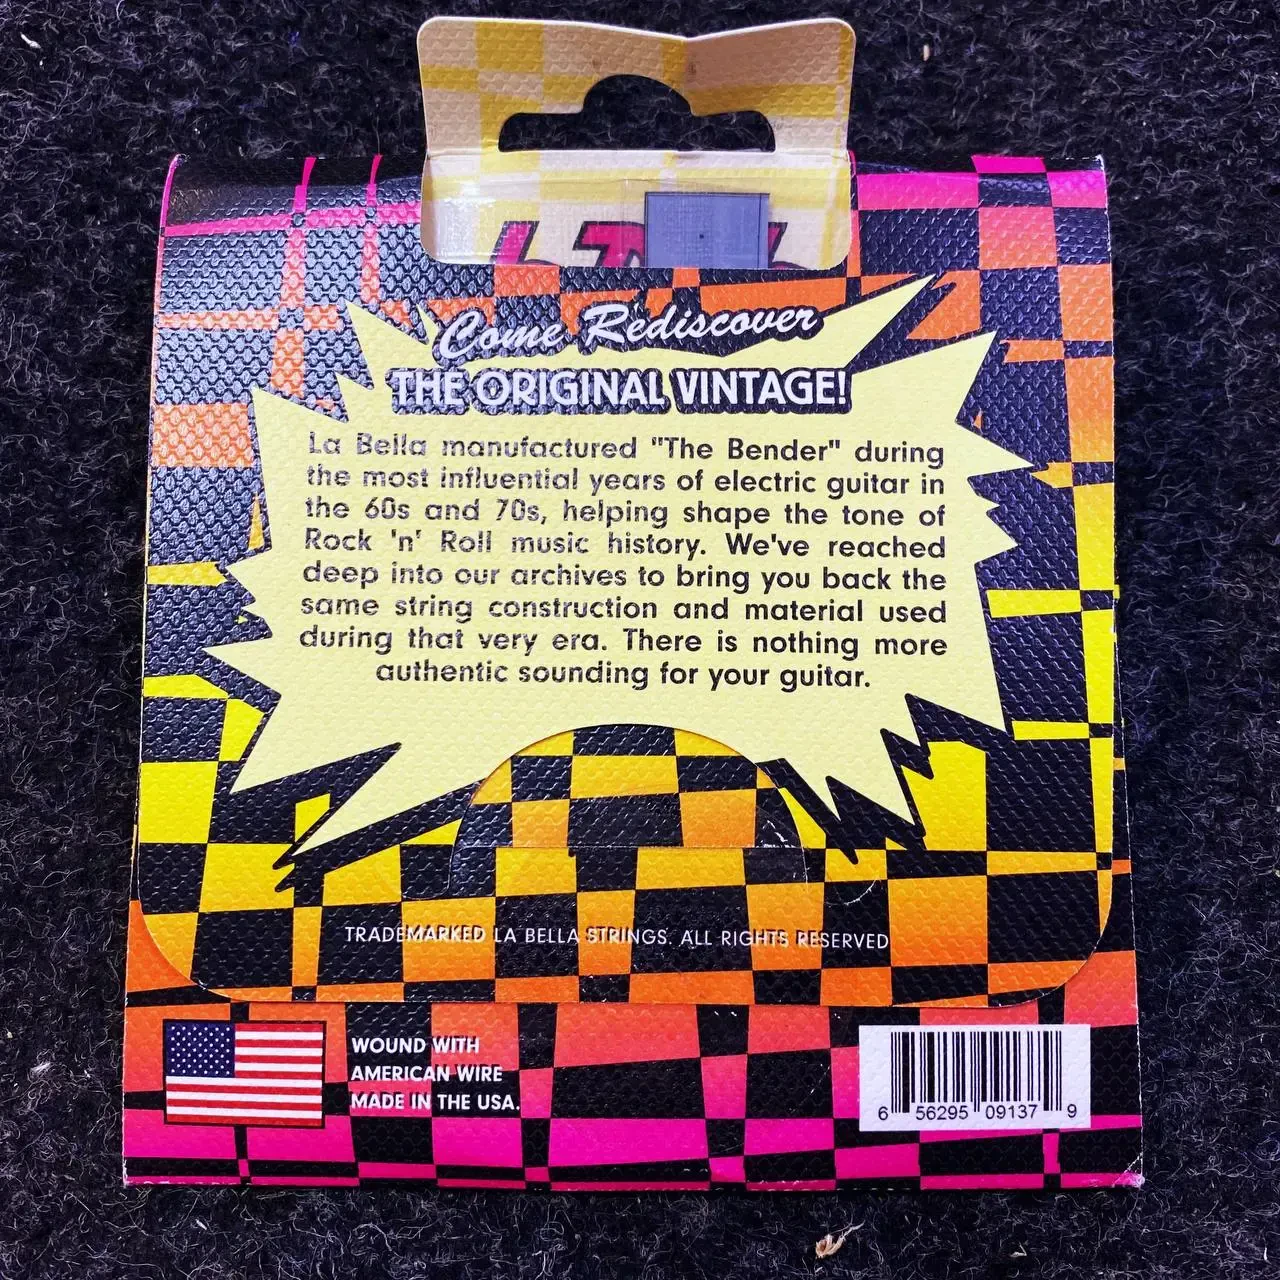 Come Rediscover
THE ORIGINAL VINTAGE!
La Bella manufactured "The Bender" during
the most influential years of electric guitar in
the 60s and 70s, helping shape the tone of
Rock 'n' Roll music history. We've reached
deep into our archives to bring you back the
same string construction and material used
during that very era. There is nothing more
authentic sounding for your guitar.
TRADEMARKED LA BELLA STRINGS. ALL RIGHTS RESERVED
WOUND WITH
AMERICAN WIRE
MADE IN THE USA.
6 56295 09137 9